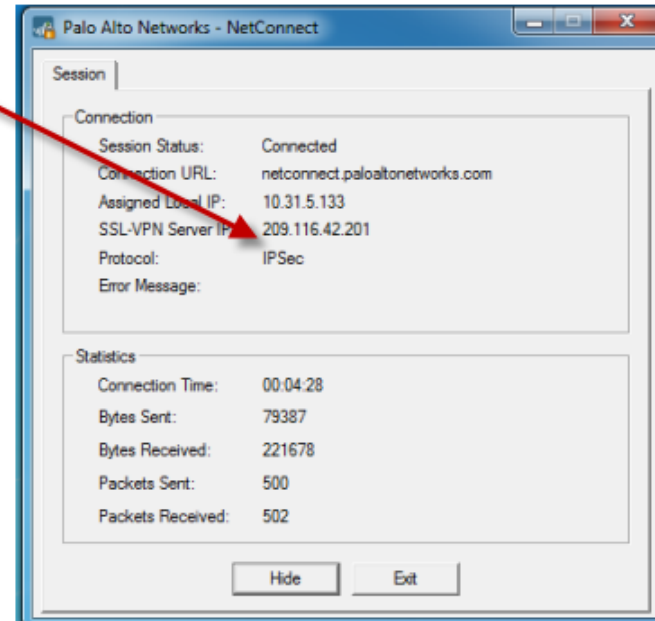 Palo Alto Networks - NetConnect
Session
Connection
Session Status: Connected
Connection URL: netconnect.paloaltonetworks.com
Assigned Local IP: 10.31.5.133
SSL-VPN Server IP 209.116.42.201
Protocol: IPSec
Error Message:
Statistics
Connection Time: 00:04:28
Bytes Sent: 79387
Bytes Received: 221678
Packets Sent: 500
Packets Received: 502
Hide Exit